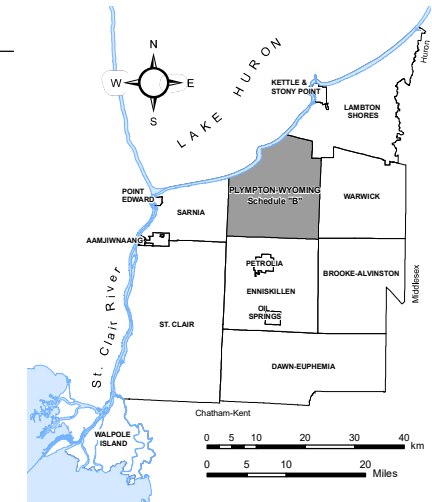 N
W
E
S
LAKE HURON
Huron
KETTLE &
STONY POINT
LAMBTON
SHORES
POINT
EDWARD
PLYMPTON-WYOMING
Schedule "B"
WARWICK
SARNIA
AAMJIWNAANG
PETROLIA
BROOKE-ALVINSTON
Middlesex
ENNISKILLEN
OIL
SPRINGS
St. Clair River
ST. CLAIR
DAWN-EUPHEMIA
Chatham-Kent
WALPOLE
ISLAND
0 5 10 20 30 40
km
0 5 10 20
Miles